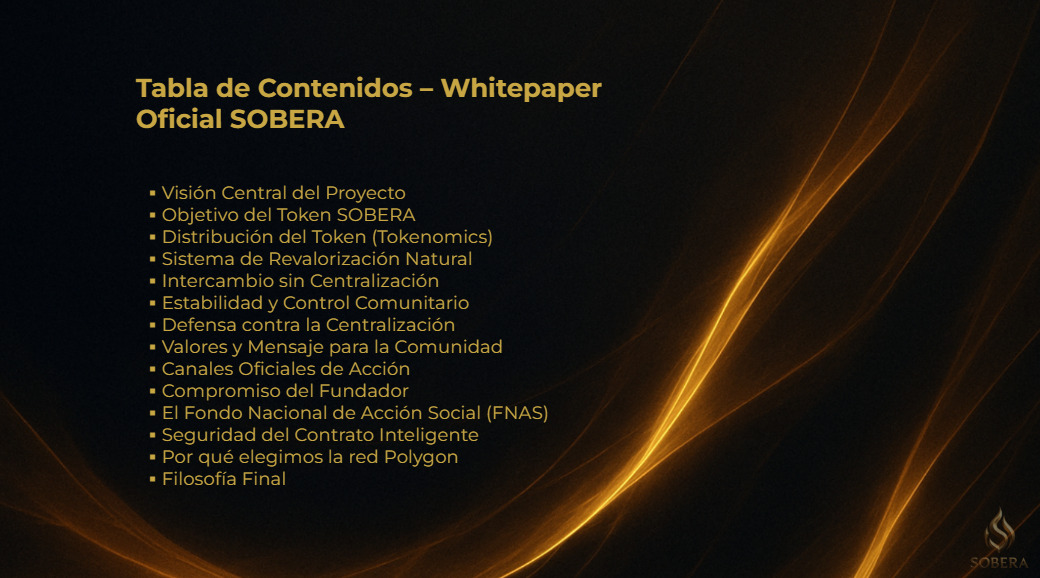 Tabla de Contenidos – Whitepaper
Oficial SOBERA
▪ Visión Central del Proyecto
▪ Objetivo del Token SOBERA
▪ Distribución del Token (Tokenomics)
▪ Sistema de Revalorización Natural
▪ Intercambio sin Centralización
▪ Estabilidad y Control Comunitario
▪ Defensa contra la Centralización
▪ Valores y Mensaje para la Comunidad
▪ Canales Oficiales de Acción
▪ Compromiso del Fundador
▪ El Fondo Nacional de Acción Social (FNAS)
▪ Seguridad del Contrato Inteligente
▪ Por qué elegimos la red Polygon
▪ Filosofía Final
SOBERA